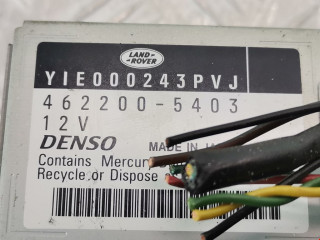 LAND-
ROVER
YIE000243PVJ
462200-5403
12V
DENSO MADE IN
Contains Mercur
Recycle or Dispose